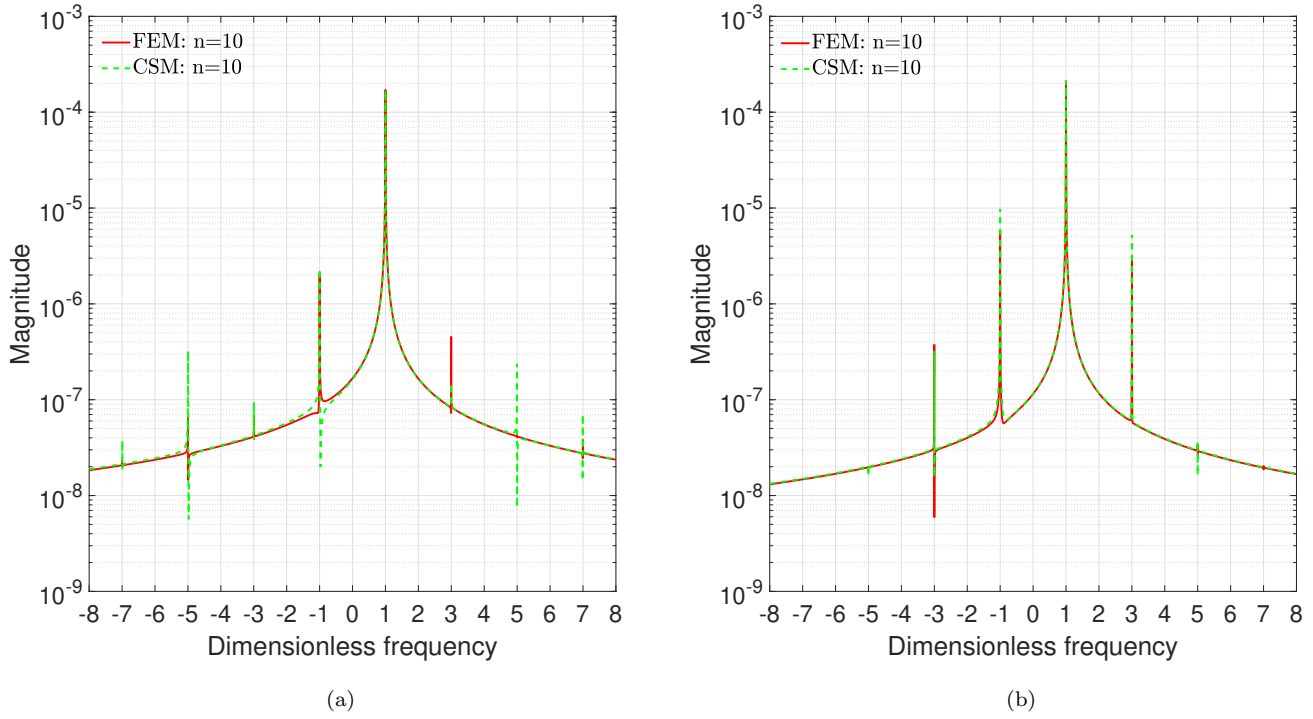 FEM: n=10
CSM: n=10
10^-3
10^-4
10^-5
10^-6
10^-7
10^-8
10^-9
Magnitude
-8 -7 -6 -5 -4 -3 -2 -1 0 1 2 3 4 5 6 7 8
Dimensionless frequency
(a)
FEM: n=10
CSM: n=10
10^-3
10^-4
10^-5
10^-6
10^-7
10^-8
10^-9
Magnitude
-8 -7 -6 -5 -4 -3 -2 -1 0 1 2 3 4 5 6 7 8
Dimensionless frequency
(b)